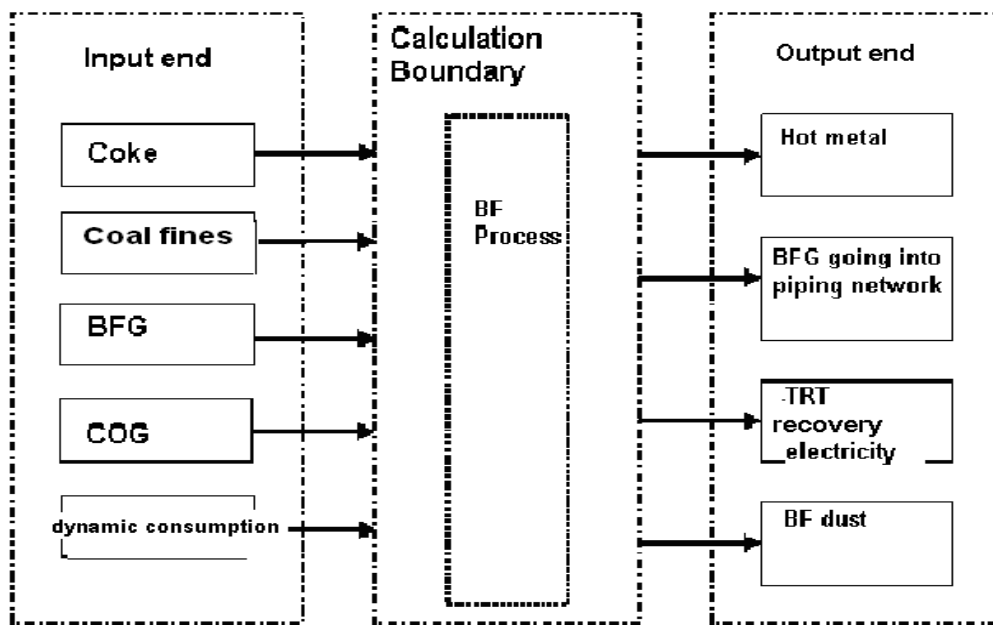 Input end
Coke
Coal fines
BFG
COG
dynamic consumption
Calculation
Boundary
BF
Process
Output end
Hot metal
BFG going into
piping network
-TRT
recovery
electricity
BF dust